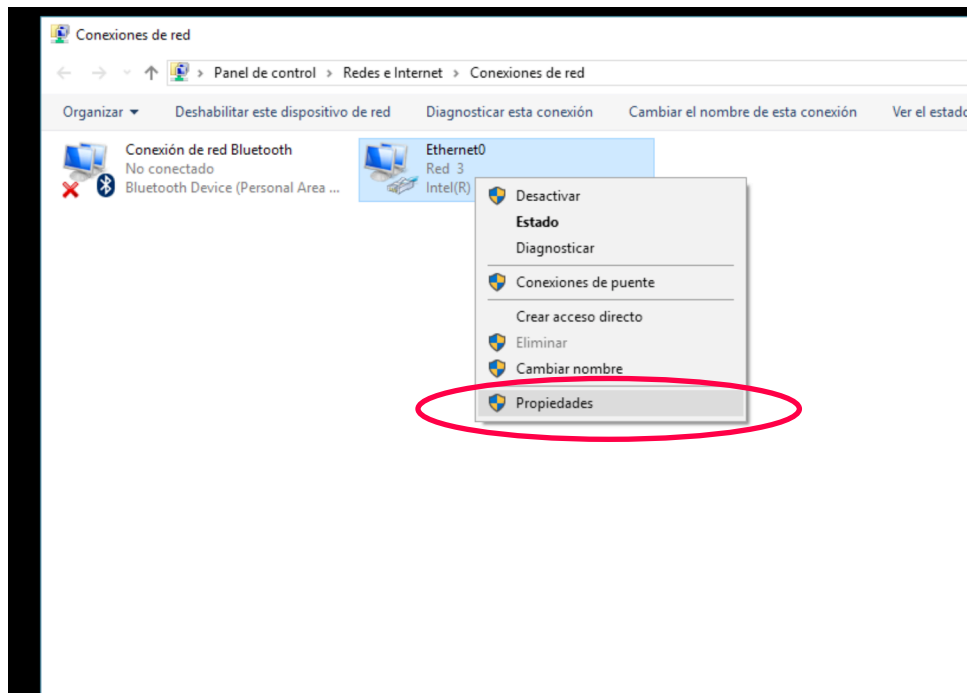 Conexiones de red
Panel de control > Redes e Internet > Conexiones de red
Organizar Deshabilitar este dispositivo de red Diagnosticar esta conexión Cambiar el nombre de esta conexión Ver el estado
Conexión de red Bluetooth
No conectado
Bluetooth Device (Personal Area ...
Ethernet0
Red 3
Intel(R)
Desactivar
Estado
Diagnosticar
Conexiones de puente
Crear acceso directo
Eliminar
Cambiar nombre
Propiedades